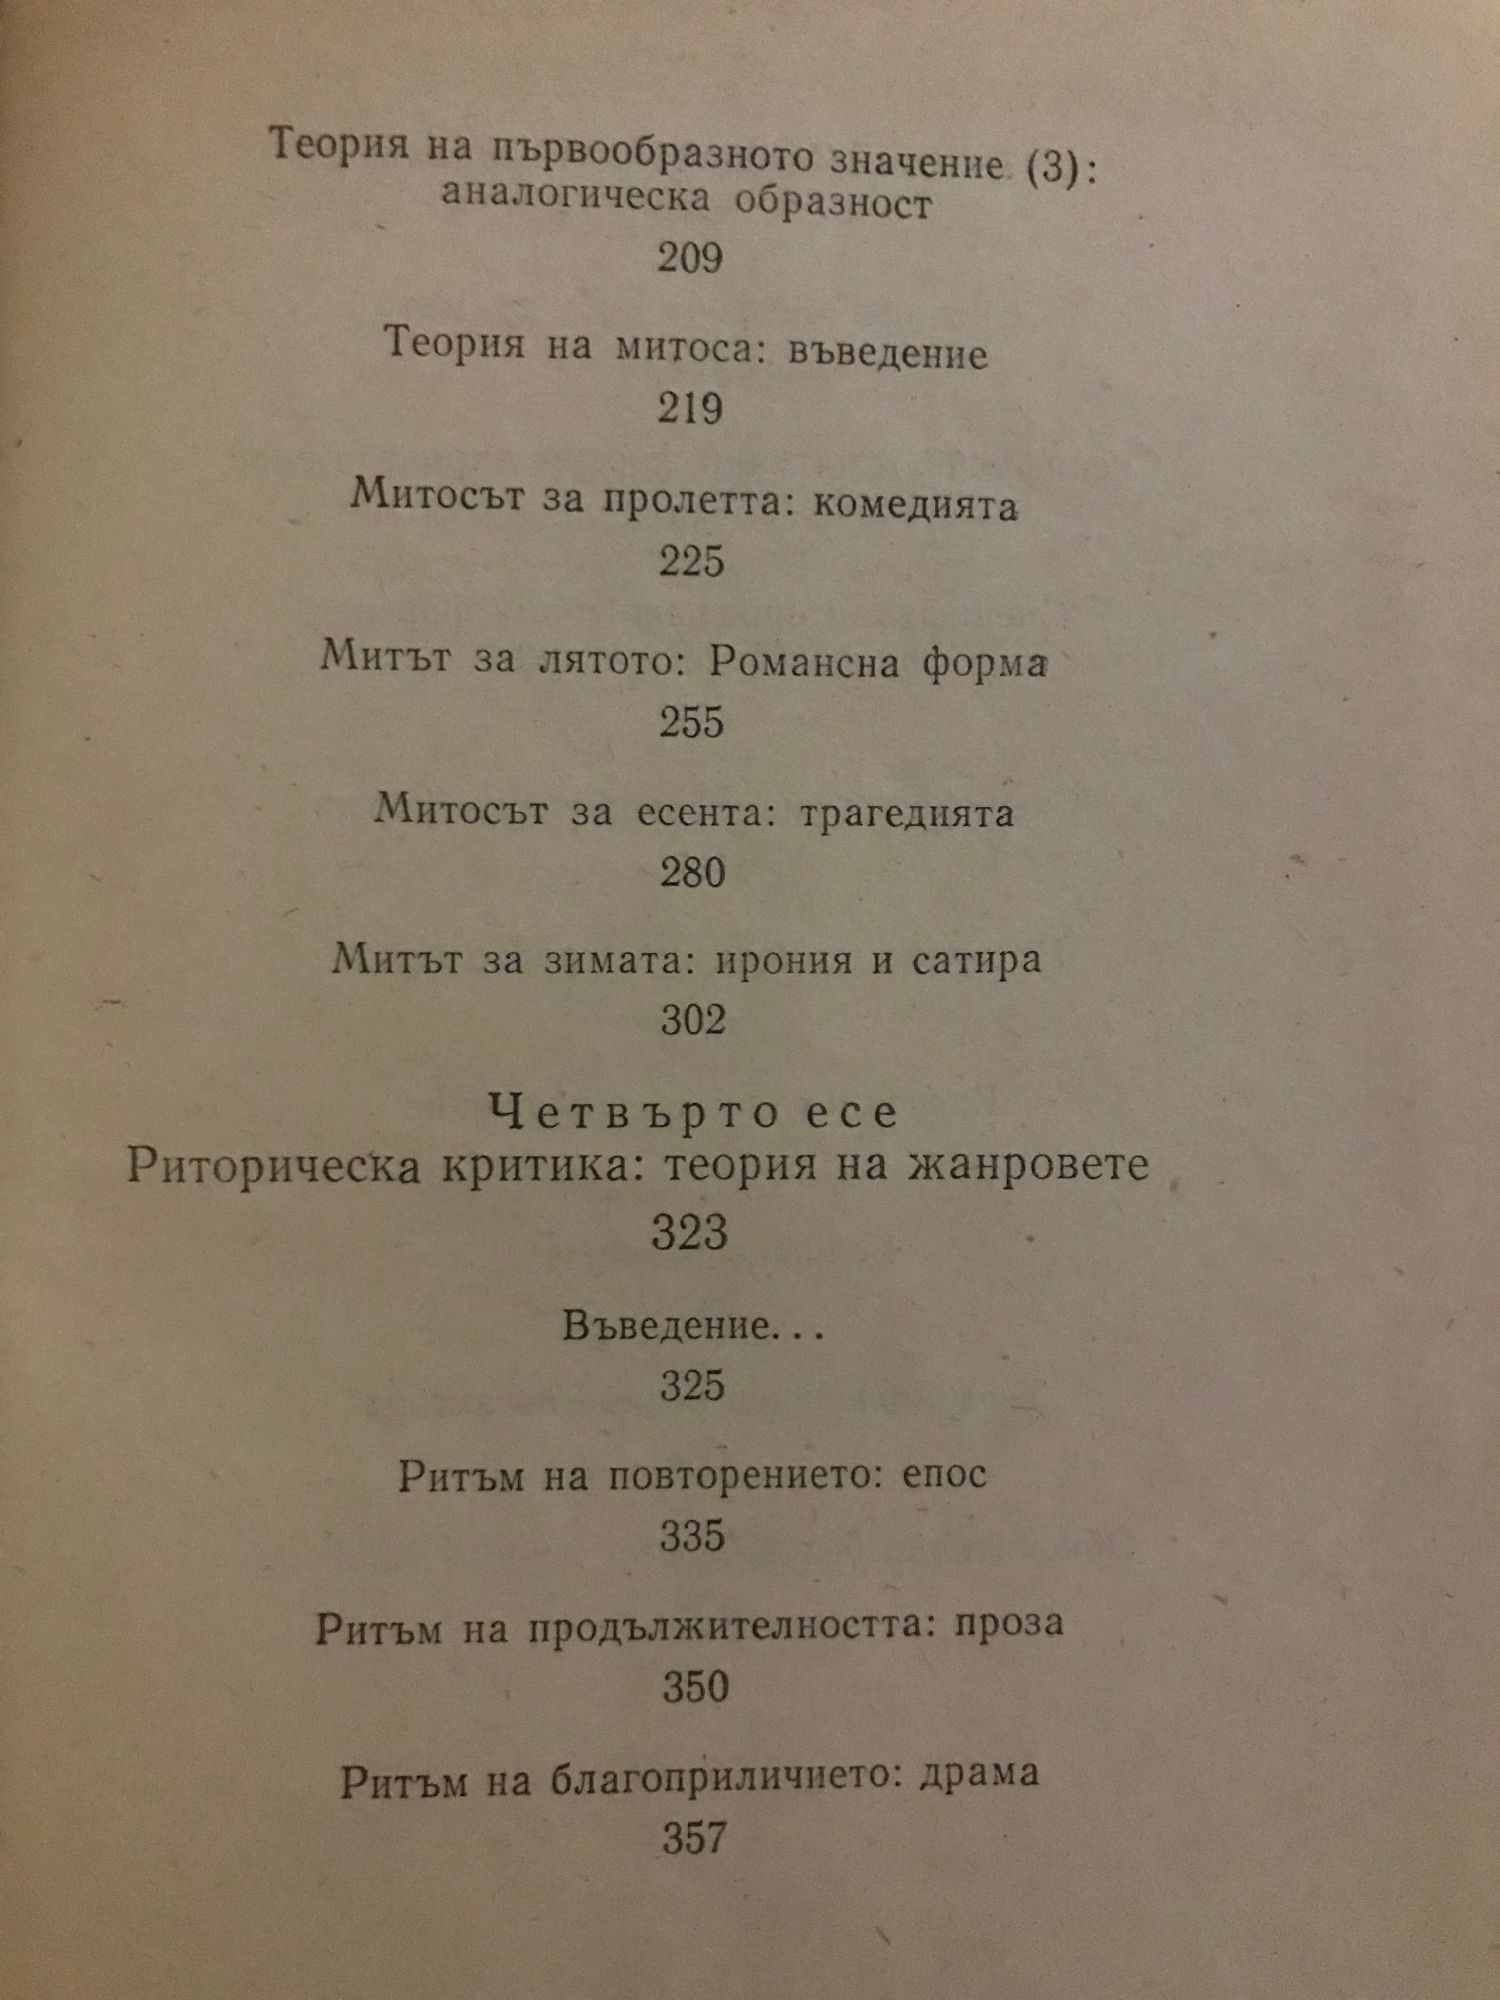 Теория на първообразното значение (3):
аналогическа образност
209
Теория на митоса: въведение
219
Митосът за пролетта: комедията
225
Митът за лятото: Романсна форма
255
Митосът за есента: трагедията
280
Митът за зимата: ирония и сатира
302
Четвърто есе
Риторическа критика: теория на жанровете
323
Въведение...
325
Ритъм на повторението: епос
335
Ритъм на продължителността: проза
350
Ритъм на благоприличието: драма
357